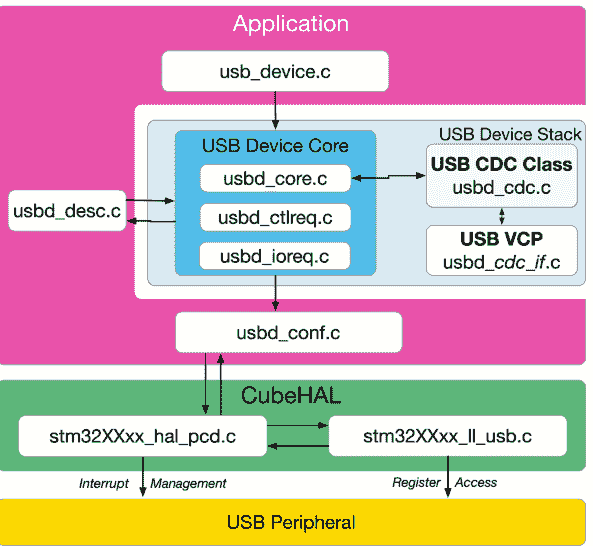 Application
usb_device.c
USB Device Stack
USB Device Core
usbd_core.c
usbd_ctlreq.c
usbd_ioreq.c
USB CDC Class
usbd_cdc.c
USB VCP
usbd_cdc_if.c
usbd_desc.c
usbd_conf.c
CubeHAL
stm32XXxx_hal_pcd.c
stm32XXxx_ll_usb.c
Interrupt Management
Register Access
USB Peripheral